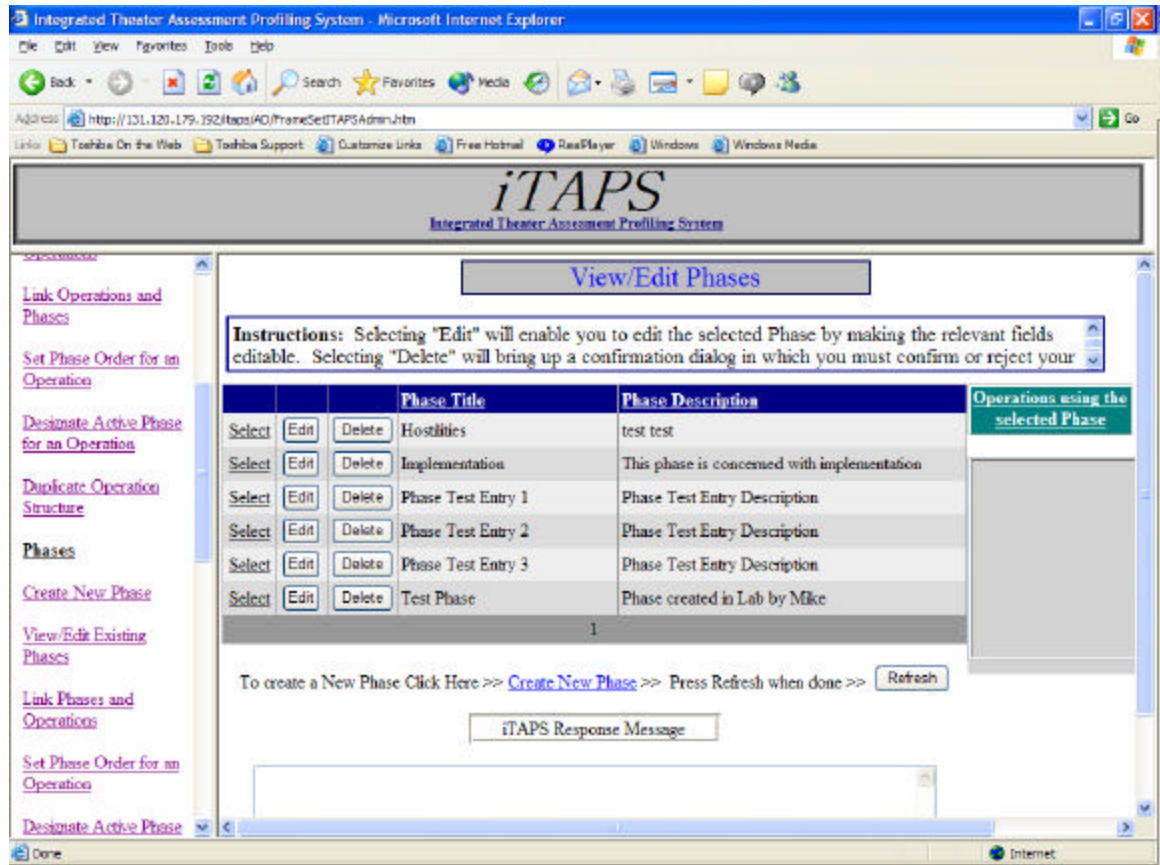 Integrated Theater Assessment Profiling System - Microsoft Internet Explorer
File Edit View Favorites Tools Help
Back Search Favorites Media
Address http://131.120.179.192/itaps/AO/FrameSetITAPSAdmin.htm Go
Links Toshiba On the Web Toshiba Support Customize Links Free Hotmail RealPlayer Windows Windows Media
iTAPS
Integrated Theater Assessment Profiling System
Operations
Link Operations and
Phases
Set Phase Order for an
Operation
Designate Active Phase
for an Operation
Duplicate Operation
Structure
Phases
Create New Phase
View/Edit Existing
Phases
Link Phases and
Operations
Set Phase Order for an
Operation
Designate Active Phase
View/Edit Phases
Instructions: Selecting "Edit" will enable you to edit the selected Phase by making the relevant fields
editable. Selecting "Delete" will bring up a confirmation dialog in which you must confirm or reject your
Phase Title Phase Description
Select Edit Delete Hostilities test test
Select Edit Delete Implementation This phase is concerned with implementation
Select Edit Delete Phase Test Entry 1 Phase Test Entry Description
Select Edit Delete Phase Test Entry 2 Phase Test Entry Description
Select Edit Delete Phase Test Entry 3 Phase Test Entry Description
Select Edit Delete Test Phase Phase created in Lab by Mike
1
Operations using the
selected Phase
To create a New Phase Click Here >> Create New Phase >> Press Refresh when done >> Refresh
iTAPS Response Message
Done Internet